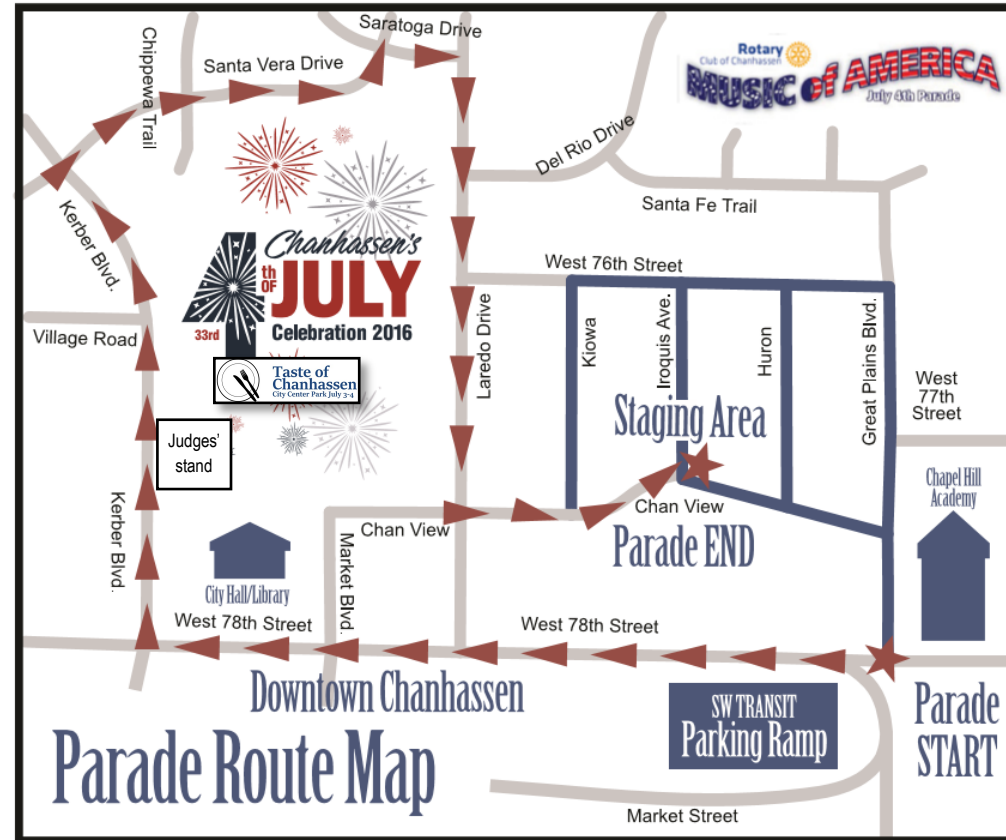 Saratoga Drive
Chippewa Trail
Santa Vera Drive
Rotary
Club of Chanhassen
MUSIC of AMERICA
July 4th Parade
Del Rio Drive
Santa Fe Trail
Kerber Blvd.
Chanhassen's
4th OF
JULY
33rd
Celebration 2016
West 76th Street
Village Road
Taste of
Chanhassen
City Center Park July 3-4
Laredo Drive
Kiowa
Iroquis Ave.
Huron
Great Plains Blvd.
West
77th
Street
Judges'
stand
Staging Area
Kerber Blvd.
Chan View
Market Blvd.
Chan View
Parade END
Chapel Hill
Academy
City Hall/Library
West 78th Street
West 78th Street
Downtown Chanhassen
SW TRANSIT
Parking Ramp
Parade
START
Parade Route Map
Market Street